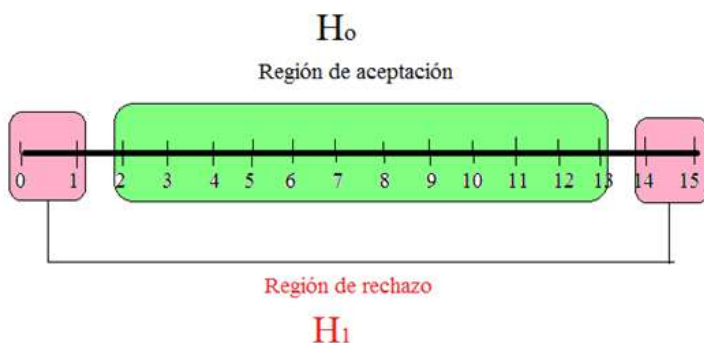 Ho
Región de aceptación
0 1 2 3 4 5 6 7 8 9 10 11 12 13 14 15
Región de rechazo
H1